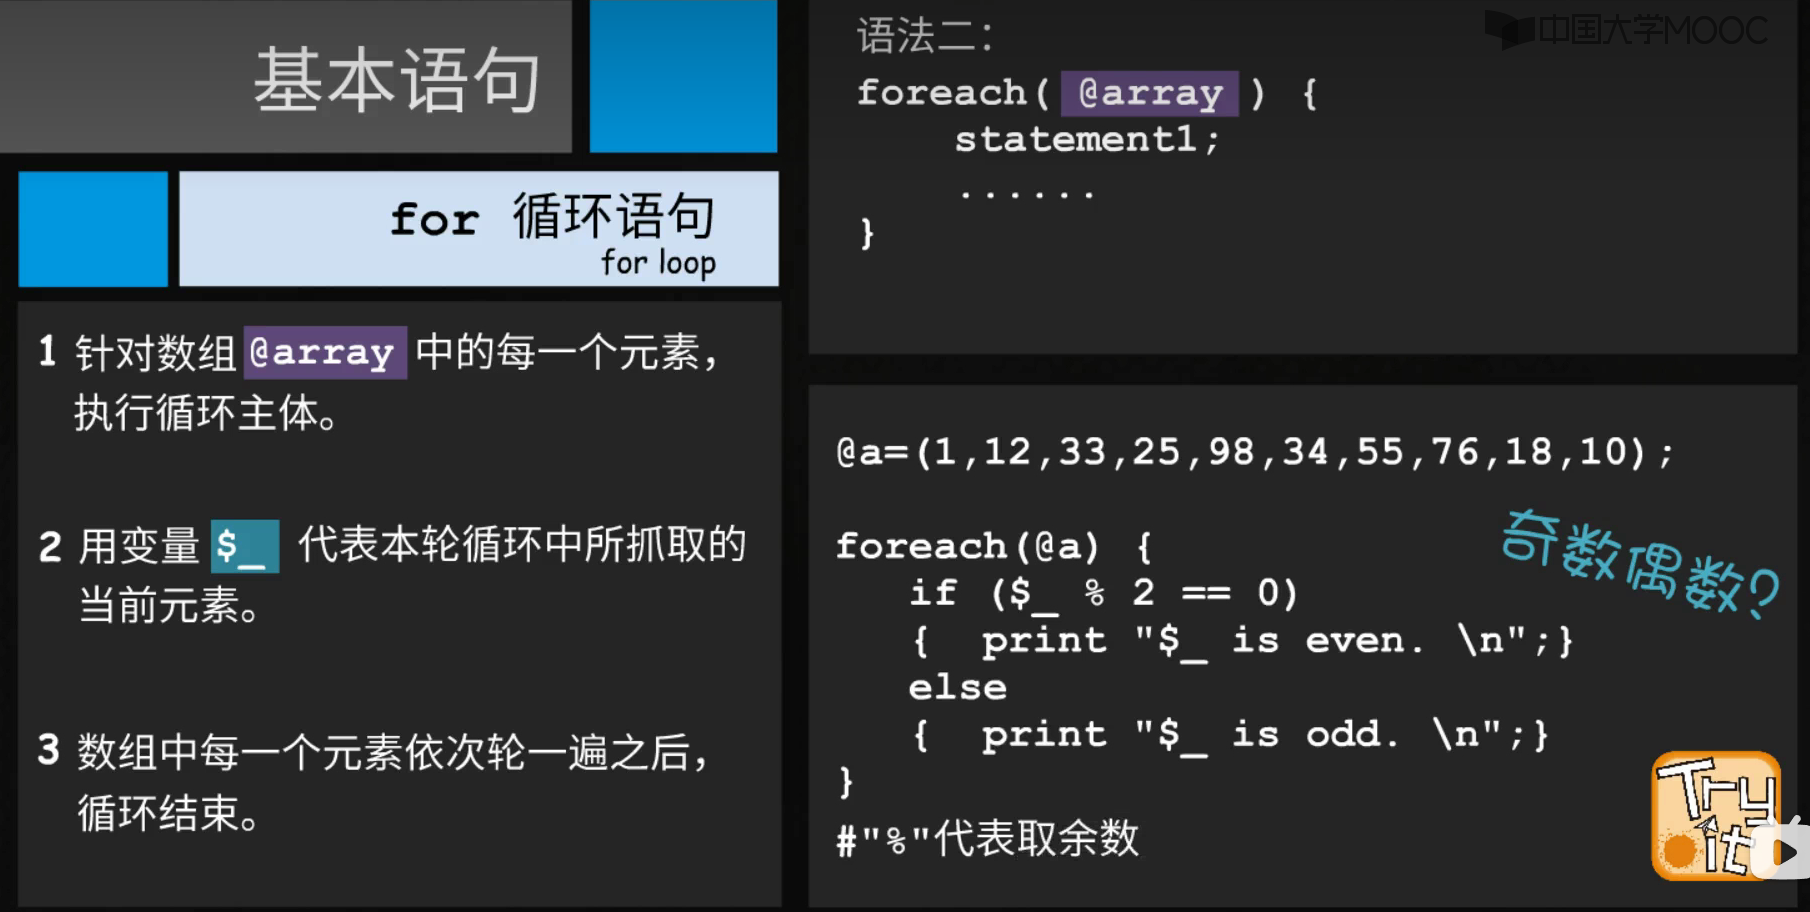 基本语句
for 循环语句
for loop
1 针对数组 @array 中的每一个元素，
执行循环主体。
2 用变量 $_ 代表本轮循环中所抓取的
当前元素。
3 数组中每一个元素依次轮一遍之后，
循环结束。
中国大学MOOC
语法二：
foreach( @array ) {
statement1;
......
}
@a=(1,12,33,25,98,34,55,76,18,10);
foreach(@a) {
if ($_ % 2 == 0)
{ print "$_ is even. \n";}
else
{ print "$_ is odd. \n";}
}
#"%"代表取余数
奇数偶数?
Try
it